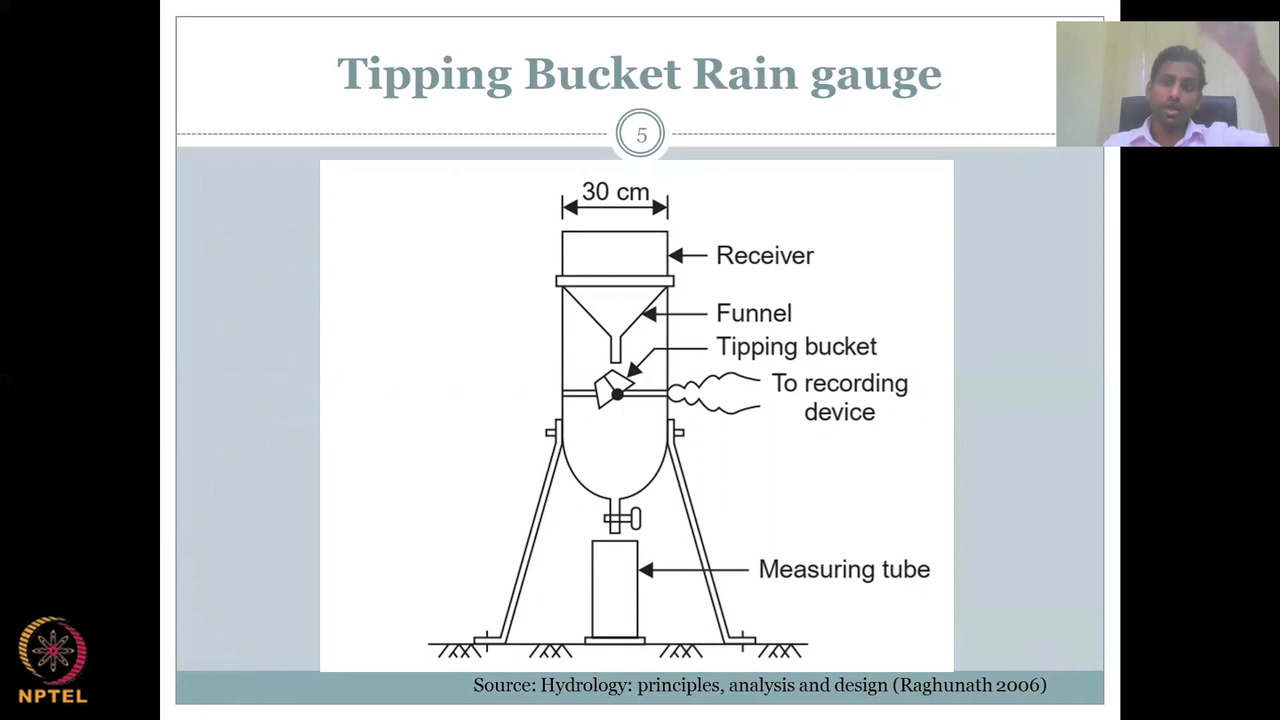 Tipping Bucket Rain gauge
5
30 cm
Receiver
Funnel
Tipping bucket
To recording
device
Measuring tube
Source: Hydrology: principles, analysis and design (Raghunath 2006)
NPTEL